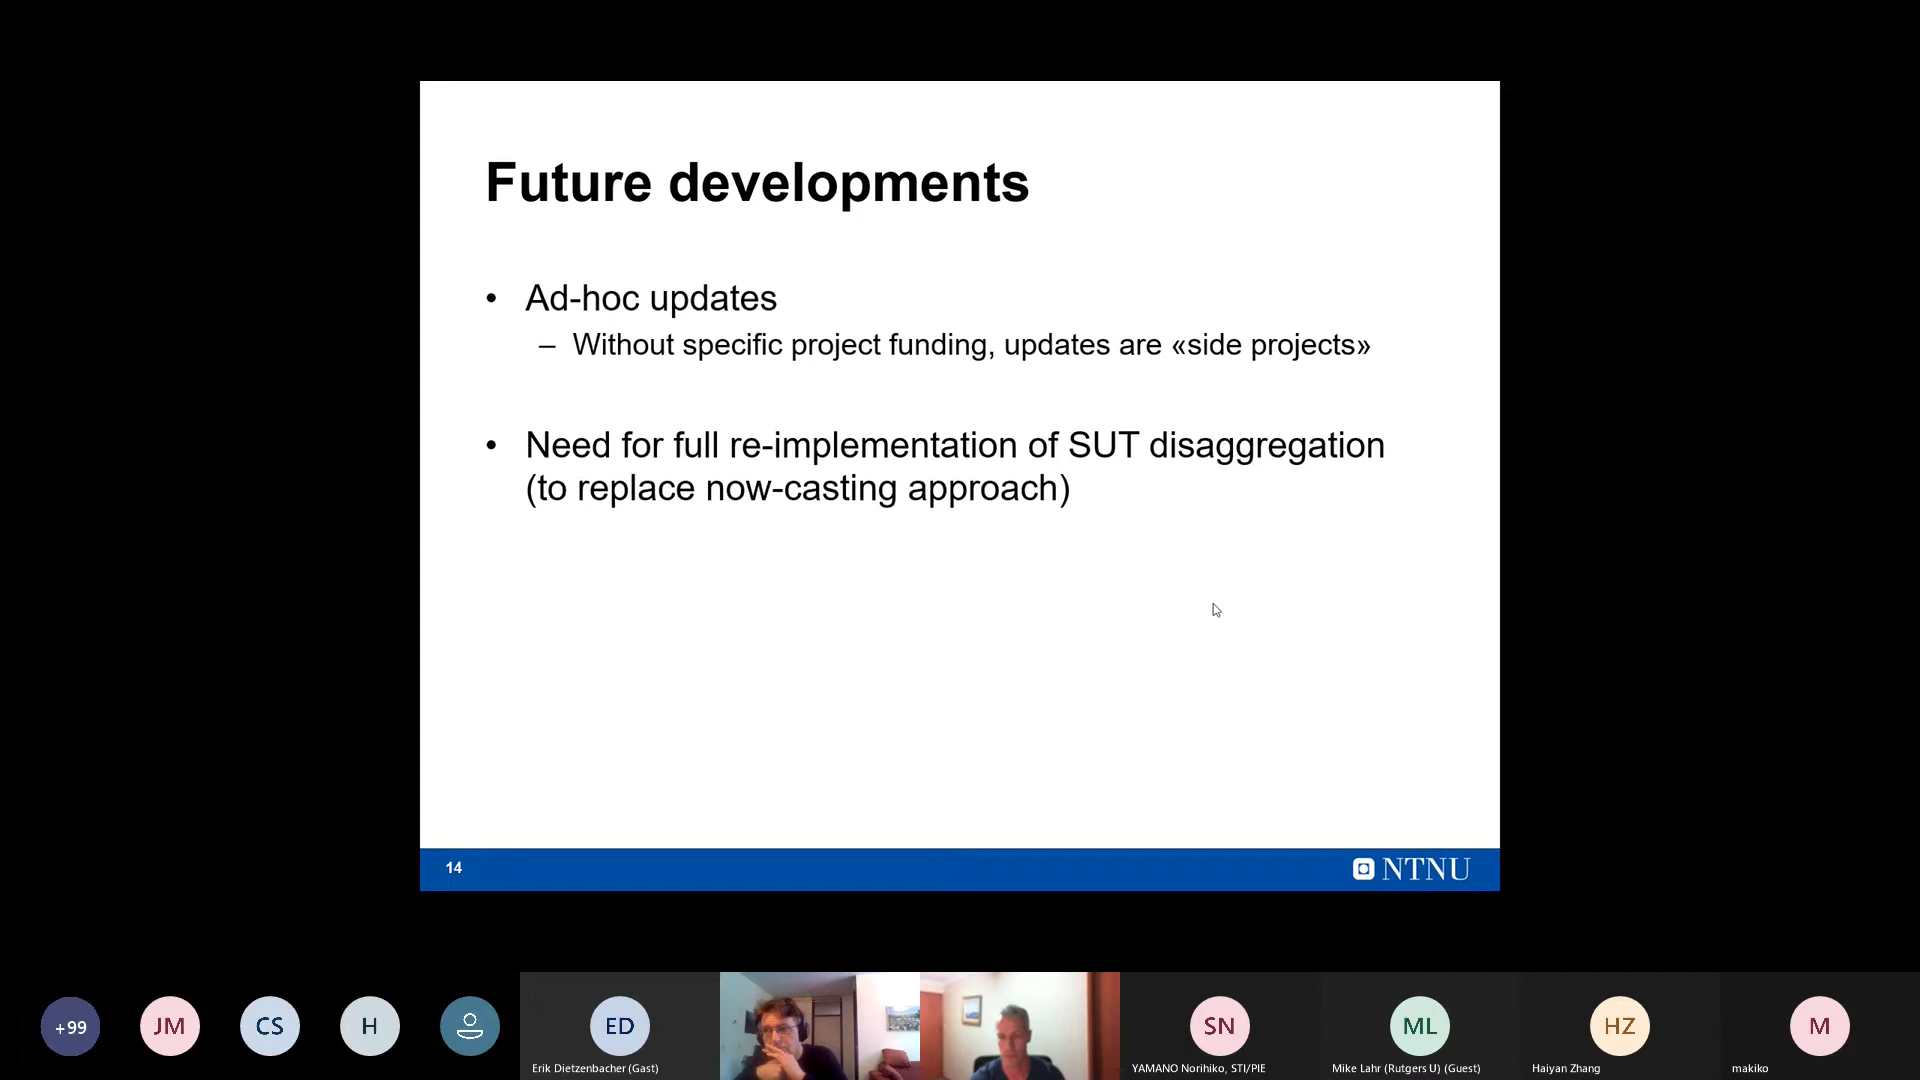 Future developments
• Ad-hoc updates
– Without specific project funding, updates are «side projects»
• Need for full re-implementation of SUT disaggregation
(to replace now-casting approach)
14
NTNU
+99
JM
CS
H
ED
SN
ML
HZ
M
Erik Dietzenbacher (Gast)
YAMANO Norihiko, STI/PIE
Mike Lahr (Rutgers U) (Guest)
Haiyan Zhang
makiko